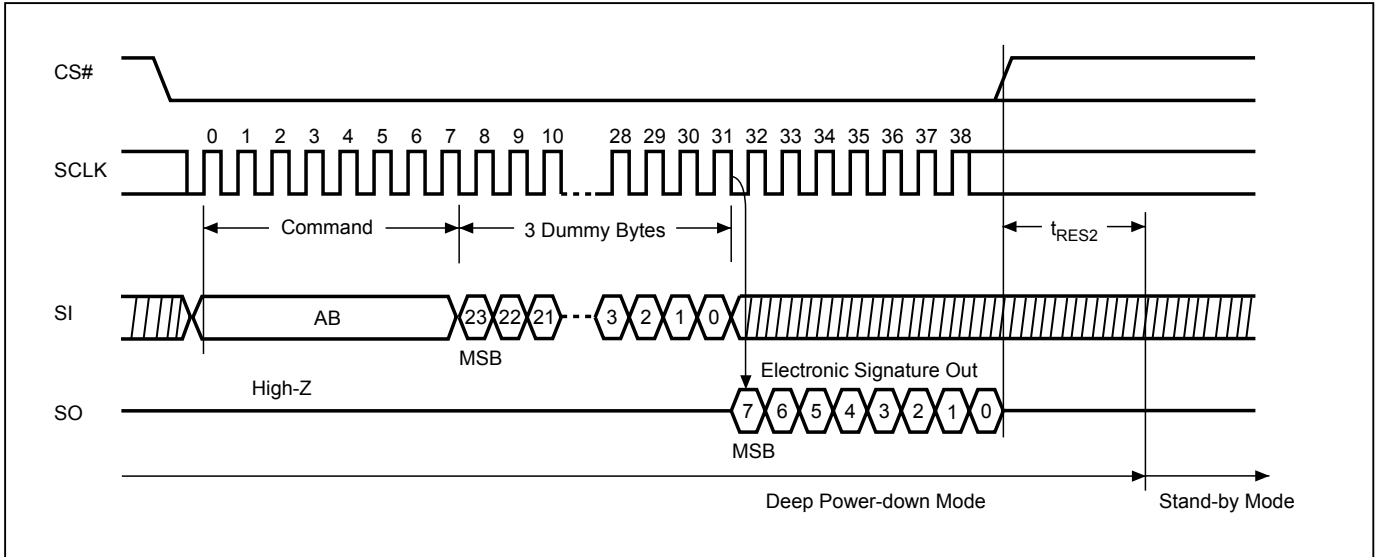 CS#
0 1 2 3 4 5 6 7 8 9 10 28 29 30 31 32 33 34 35 36 37 38
SCLK
Command
3 Dummy Bytes
tRES2
SI
AB
23 22 21 3 2 1 0
MSB
Electronic Signature Out
High-Z
SO
7 6 5 4 3 2 1 0
MSB
Deep Power-down Mode
Stand-by Mode